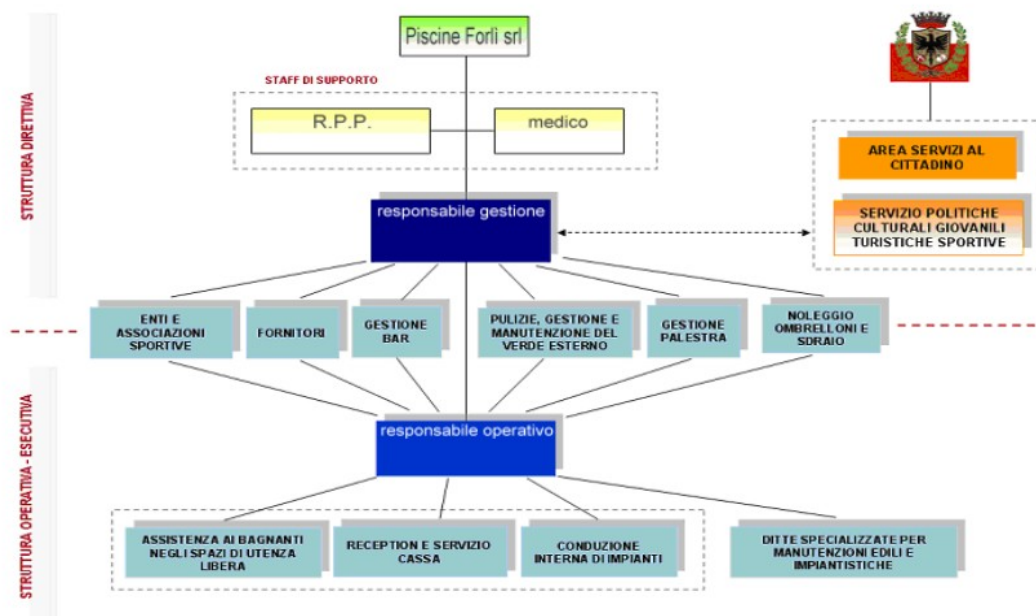 Piscine Forlì srl
STAFF DI SUPPORTO
R.P.P.
medico
STRUTTURA DIRETTIVA
AREA SERVIZI AL
CITTADINO
responsabile gestione
SERVIZIO POLITICHE
CULTURALI GIOVANILI
TURISTICHE SPORTIVE
ENTI E
ASSOCIAZIONI
SPORTIVE
FORNITORI
GESTIONE
BAR
PULIZIE, GESTIONE E
MANUTENZIONE DEL
VERDE ESTERNO
GESTIONE
PALESTRA
NOLEGGIO
OMBRELLONI E
SDRAIO
STRUTTURA OPERATIVA - ESECUTIVA
responsabile operativo
ASSISTENZA AI BAGNANTI
NEGLI SPAZI DI UTENZA
LIBERA
RECEPTION E SERVIZIO
CASSA
CONDUZIONE
INTERNA DI IMPIANTI
DITTE SPECIALIZZATE PER
MANUTENZIONI EDILI E
IMPIANTISTICHE